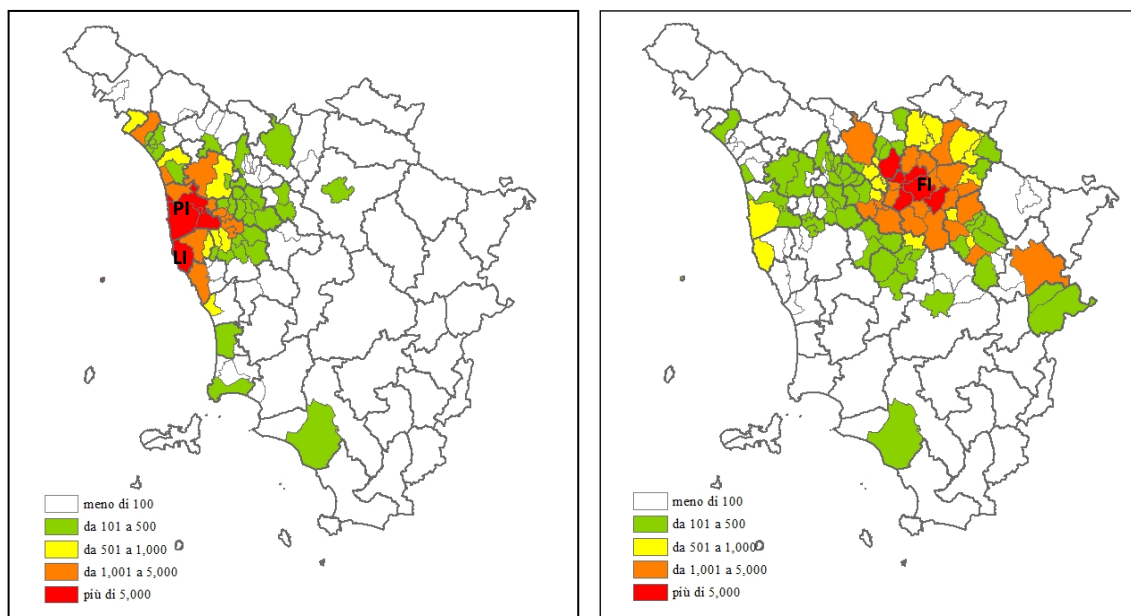 PI
LI
meno di 100
da 101 a 500
da 501 a 1,000
da 1,001 a 5,000
più di 5,000
FI
meno di 100
da 101 a 500
da 501 a 1,000
da 1,001 a 5,000
più di 5,000